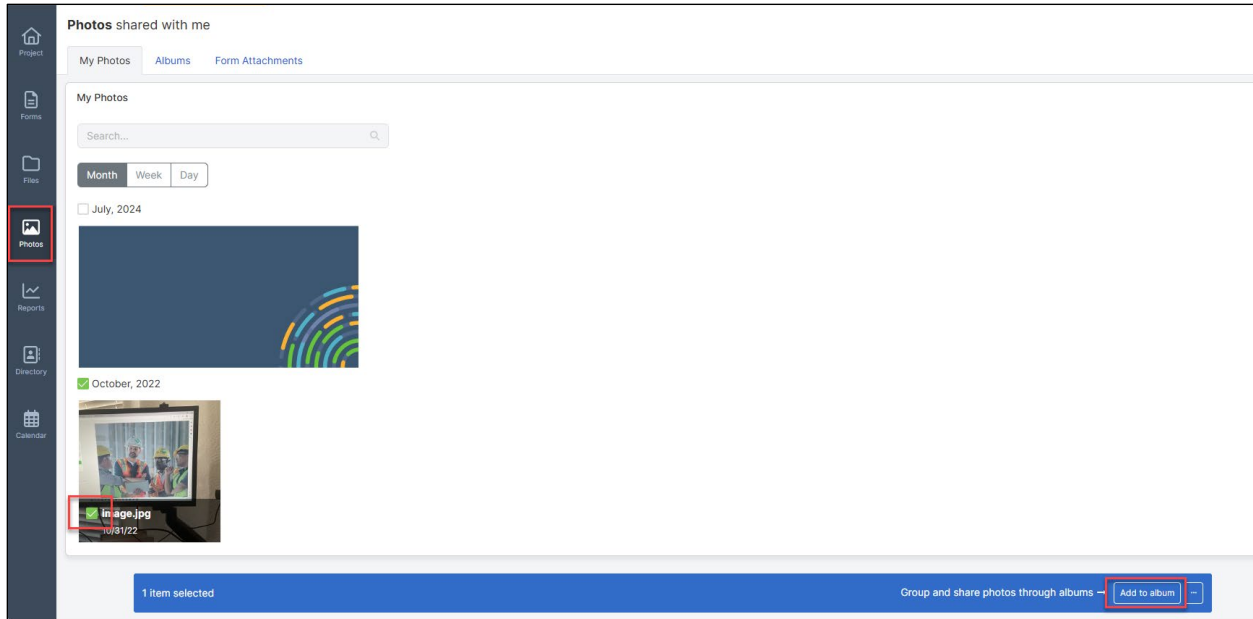 Project
Forms
Files
Photos
Reports
Directory
Calendar
Photos shared with me
My Photos Albums Form Attachments
My Photos
Search...
Month Week Day
July, 2024
October, 2022
image.jpg
10/31/22
1 item selected Group and share photos through albums → Add to album ...